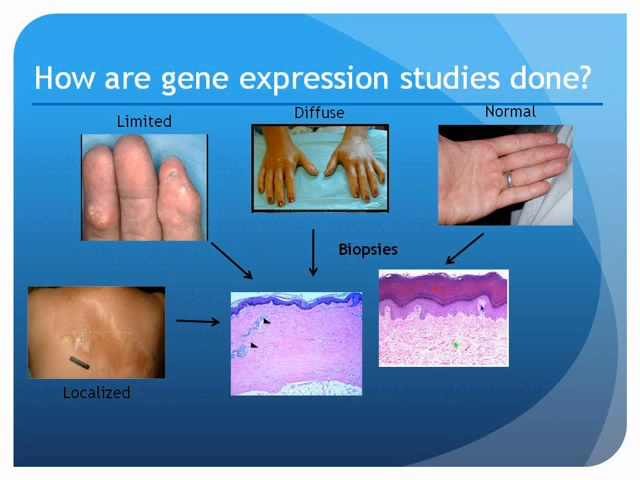 How are gene expression studies done?
Limited
Diffuse
Normal
Biopsies
Localized